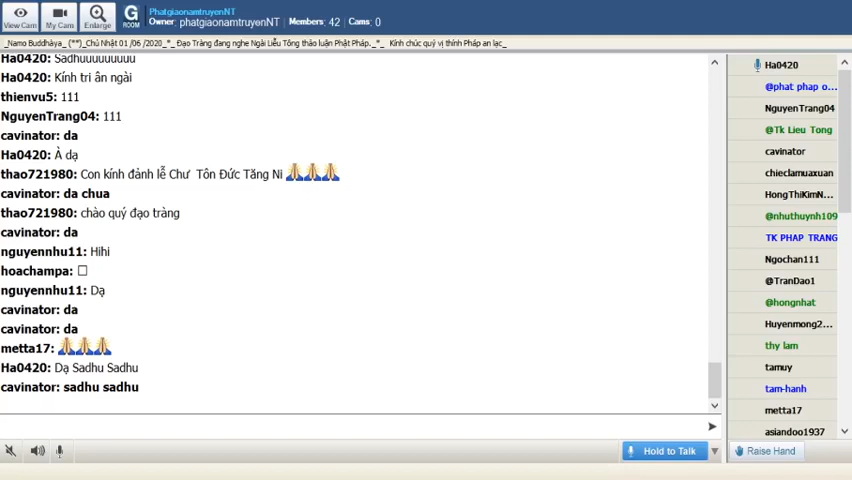 PhatgiaonamtruyenNT
Owner: phatgiaonamtruyenNT Members: 42 Cams: 0
View Cam
My Cam
Enlarge
G
ROOM
_Namo Buddhàya_ (**)_Chủ Nhật 01 /06 /2020_*_ Đạo Tràng đang nghe Ngài Liễu Tông thảo luận Phật Pháp._*_ Kính chúc quý vị thính Pháp an lạc_
Ha0420: Sadhuuuuuuuuu
Ha0420: Kính tri ân ngài
thienvu5: 111
NguyenTrang04: 111
cavinator: da
Ha0420: À dạ
thao721980: Con kính đảnh lễ Chư Tôn Đức Tăng Ni 🙏🙏🙏
cavinator: da chua
thao721980: chào quý đạo tràng
cavinator: da
nguyennhu11: Hihi
hoachampa: □
nguyennhu11: Dạ
cavinator: da
cavinator: da
metta17: 🙏🙏🙏
Ha0420: Dạ Sadhu Sadhu
cavinator: sadhu sadhu
Hold to Talk
Ha0420
@phat phap o...
NguyenTrang04
@Tk Lieu Tong
cavinator
chieclamuaxuan
HongThiKimN...
@nhuthuynh109
TK PHAP TRANG
Ngochan111
@TranDao1
@hongnhat
Huyenmong2...
thy lam
tamuy
tam-hanh
metta17
asiandoo1937
Raise Hand